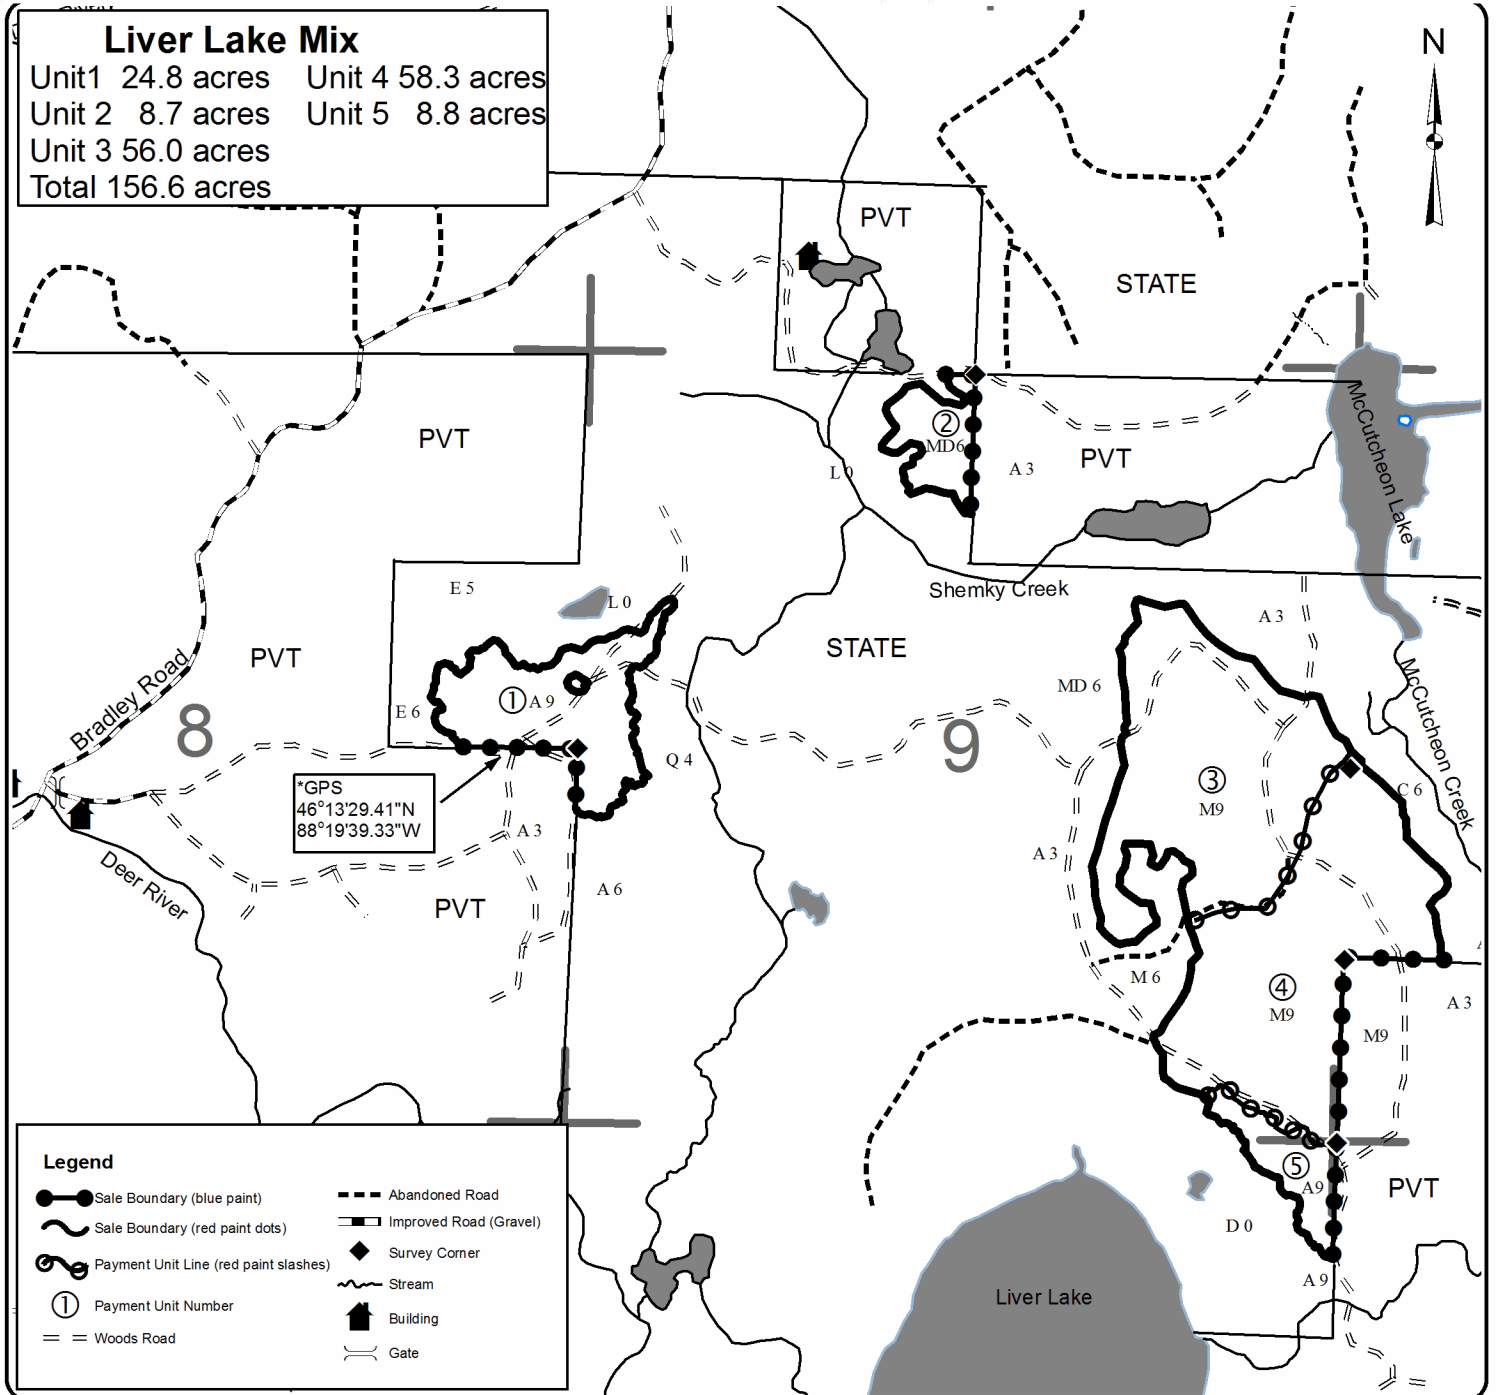 Liver Lake Mix
Unit1 24.8 acres Unit 4 58.3 acres
Unit 2 8.7 acres Unit 5 8.8 acres
Unit 3 56.0 acres
Total 156.6 acres
N
PVT
STATE
PVT
②
MD6
A 3
PVT
L 0
McCutcheon Lake
E 5
L 0
Shemky Creek
A 3
STATE
PVT
Bradley Road
8
E 6
①
A 9
Q 4
9
MD 6
③
M9
C 6
McCutcheon Creek
*GPS
46°13'29.41"N
88°19'39.33"W
A 3
A 3
Deer River
A 6
PVT
M 6
④
M9
A 3
M9
⑤
A9
PVT
D 0
A 9
Liver Lake
Legend
Sale Boundary (blue paint)
Sale Boundary (red paint dots)
Payment Unit Line (red paint slashes)
① Payment Unit Number
Woods Road
Abandoned Road
Improved Road (Gravel)
Survey Corner
Stream
Building
Gate